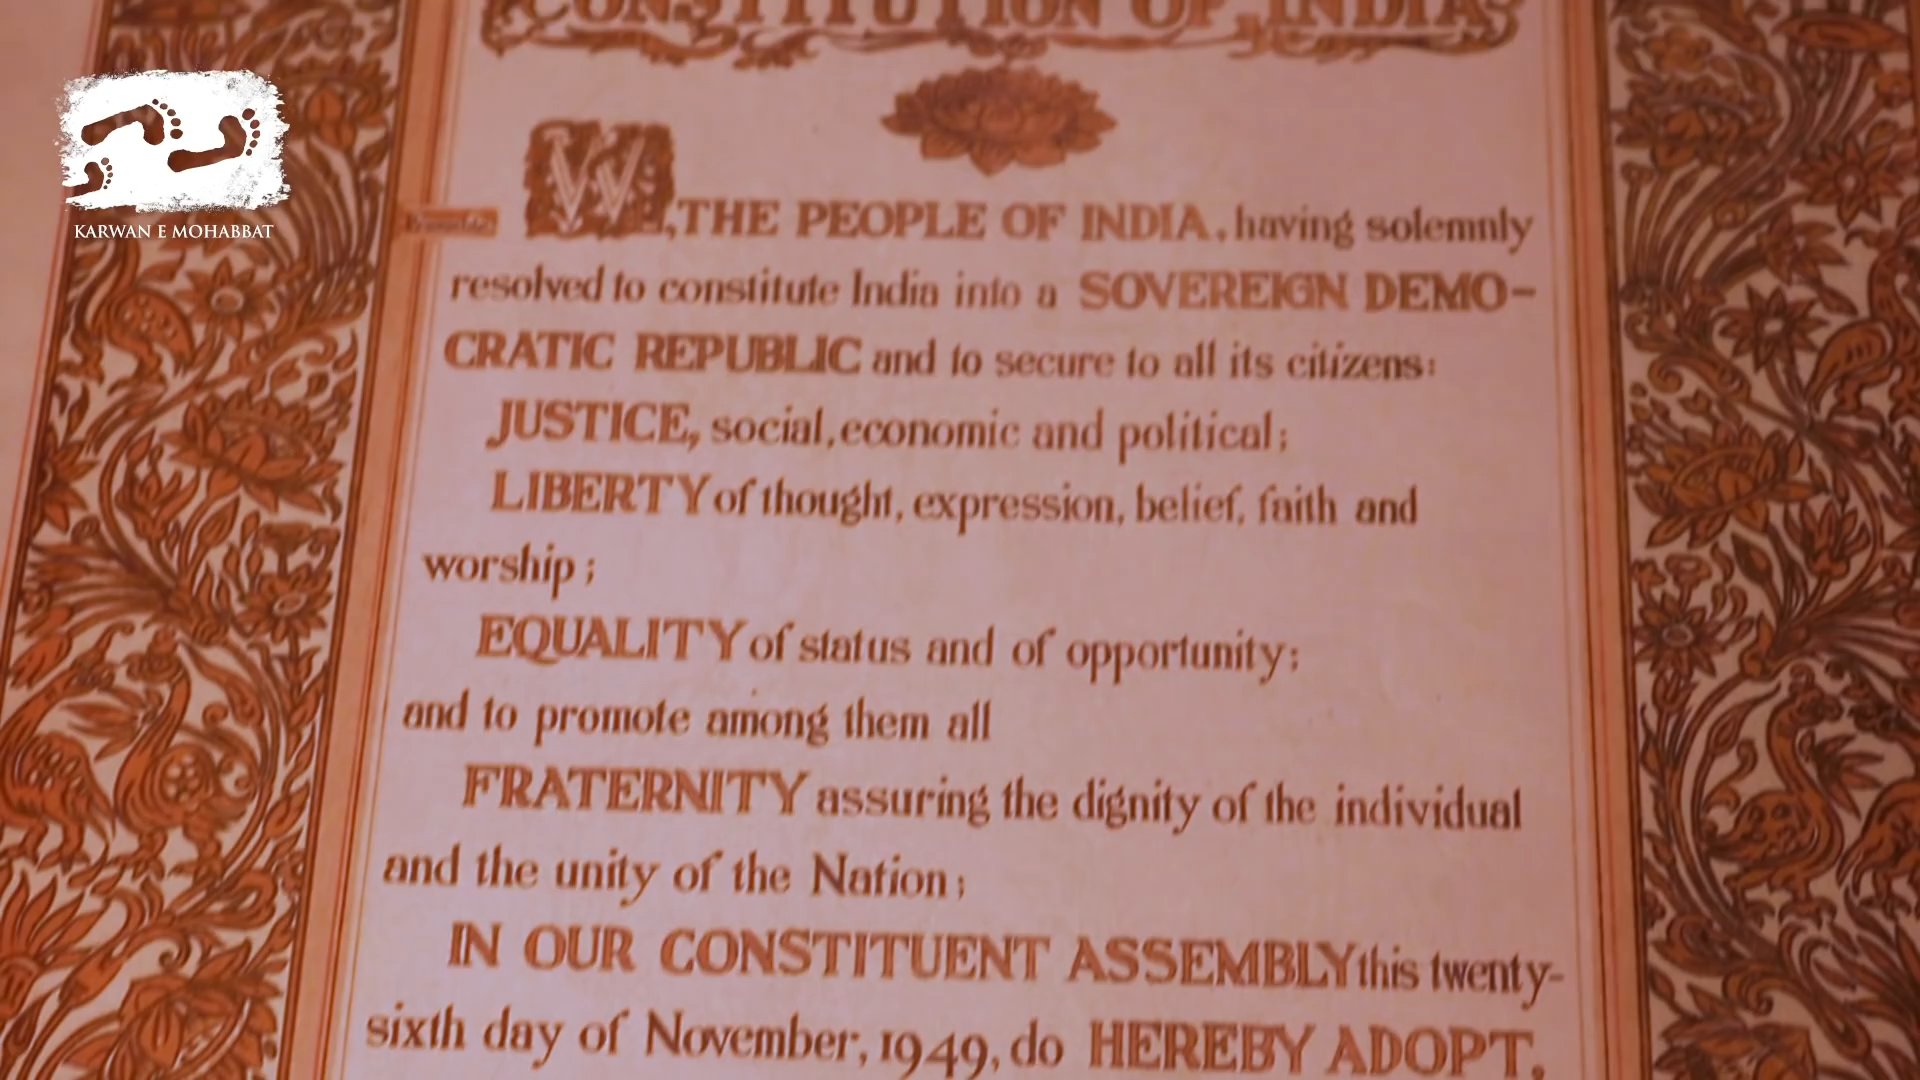 CONSTITUTION OF INDIA
KARWAN E MOHABBAT
WE, THE PEOPLE OF INDIA, having solemnly
resolved to constitute India into a SOVEREIGN DEMO-
CRATIC REPUBLIC and to secure to all its citizens:
JUSTICE, social, economic and political;
LIBERTY of thought, expression, belief, faith and
worship;
EQUALITY of status and of opportunity;
and to promote among them all
FRATERNITY assuring the dignity of the individual
and the unity of the Nation;
IN OUR CONSTITUENT ASSEMBLY this twenty-
sixth day of November, 1949, do HEREBY ADOPT,